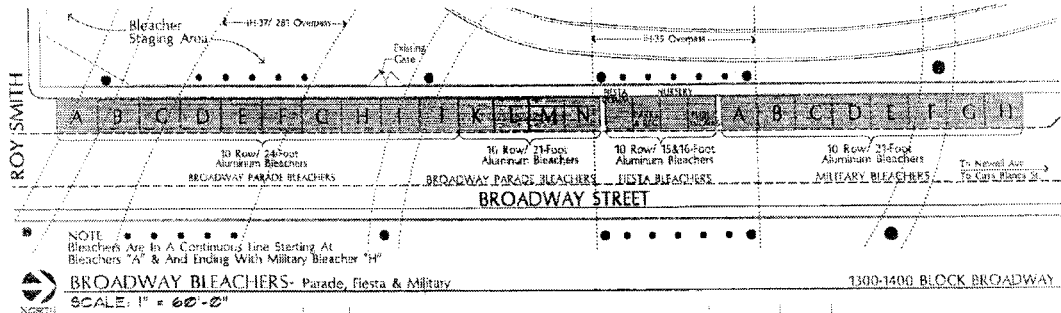 Bleacher
Staging Area
IH-37/ 281 Overpass
Existing
Gate
IH-35 Overpass
ROY SMITH
A B C D E F G H I J K L M N
FIESTA
NURSERY
A B C D E F G H
10 Row/ 24-Foot
Aluminum Bleachers
BROADWAY PARADE BLEACHERS
10 Row/ 21-Foot
Aluminum Bleachers
BROADWAY PARADE BLEACHERS
10 Row/ 15&16-Foot
Aluminum Bleachers
FIESTA BLEACHERS
10 Row/ 21-Foot
Aluminum Bleachers
MILITARY BLEACHERS
To Newell Ave
To Casa Blanca St.
BROADWAY STREET
NOTE
Bleachers Are In A Continuous Line Starting At
Bleachers "A" & And Ending With Military Bleacher "H"
NORTH
BROADWAY BLEACHERS- Parade, Fiesta & Military
SCALE: 1" = 60'-0"
1300-1400 BLOCK BROADWAY